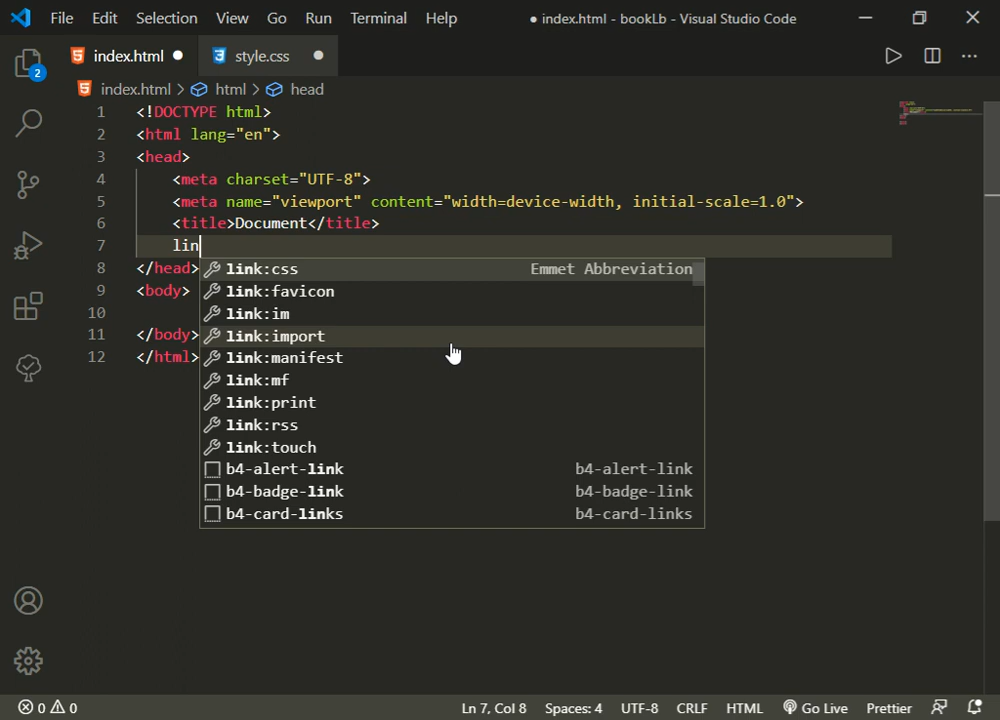 File Edit Selection View Go Run Terminal Help ● index.html - bookLb - Visual Studio Code
index.html ● style.css ●
2
index.html > html > head
1 <!DOCTYPE html>
2 <html lang="en">
3 <head>
4 <meta charset="UTF-8">
5 <meta name="viewport" content="width=device-width, initial-scale=1.0">
6 <title>Document</title>
7 lin
8 </head> link:css Emmet Abbreviation
9 <body> link:favicon
10 link:im
11 </body> link:import
12 </html> link:manifest
link:mf
link:print
link:rss
link:touch
b4-alert-link b4-alert-link
b4-badge-link b4-badge-link
b4-card-links b4-card-links
0 0 Ln 7, Col 8 Spaces: 4 UTF-8 CRLF HTML Go Live Prettier